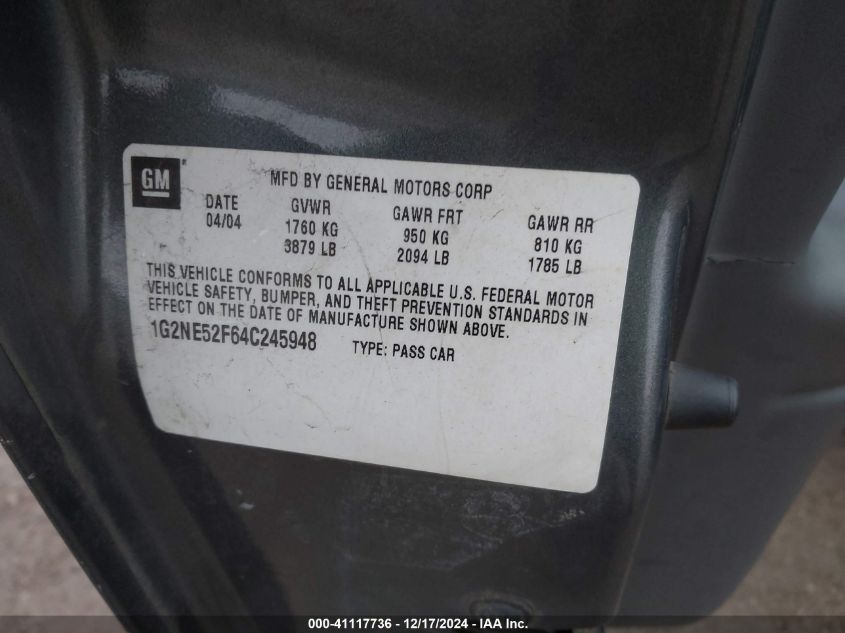 GM
MFD BY GENERAL MOTORS CORP
DATE GVWR GAWR FRT GAWR RR
04/04 1760 KG 950 KG 810 KG
3879 LB 2094 LB 1785 LB
THIS VEHICLE CONFORMS TO ALL APPLICABLE U.S. FEDERAL MOTOR
VEHICLE SAFETY, BUMPER, AND THEFT PREVENTION STANDARDS IN
EFFECT ON THE DATE OF MANUFACTURE SHOWN ABOVE.
1G2NE52F64C245948 TYPE: PASS CAR
000-41117736 - 12/17/2024 - IAA Inc.